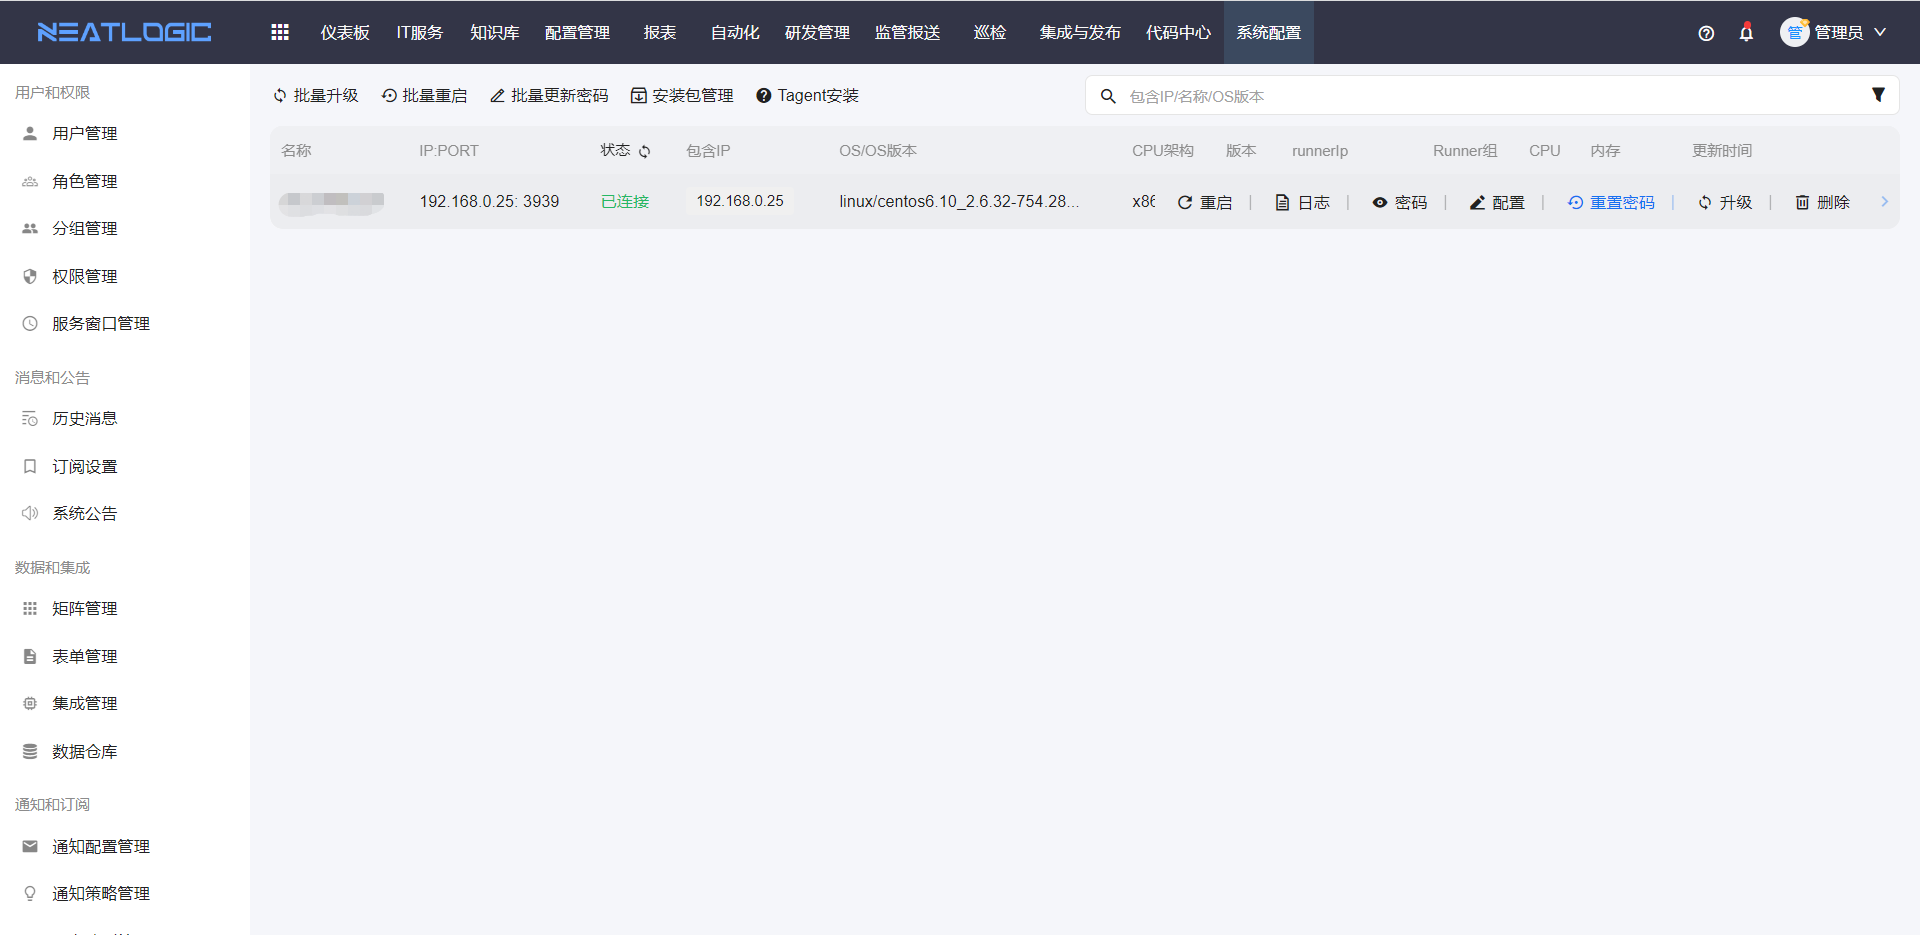 NEATLOGIC
仪表板 IT服务 知识库 配置管理 报表 自动化 研发管理 监管报送 巡检 集成与发布 代码中心 系统配置
管 管理员
用户和权限
用户管理
角色管理
分组管理
权限管理
服务窗口管理
消息和公告
历史消息
订阅设置
系统公告
数据和集成
矩阵管理
表单管理
集成管理
数据仓库
通知和订阅
通知配置管理
通知策略管理
批量升级 批量重启 批量更新密码 安装包管理 Tagent安装
包含IP/名称/OS版本
名称 IP:PORT 状态 包含IP OS/OS版本 CPU架构 版本 runnerIp Runner组 CPU 内存 更新时间
192.168.0.25: 3939 已连接 192.168.0.25 linux/centos6.10_2.6.32-754.28... x86 重启 | 日志 | 密码 | 配置 | 重置密码 | 升级 | 删除